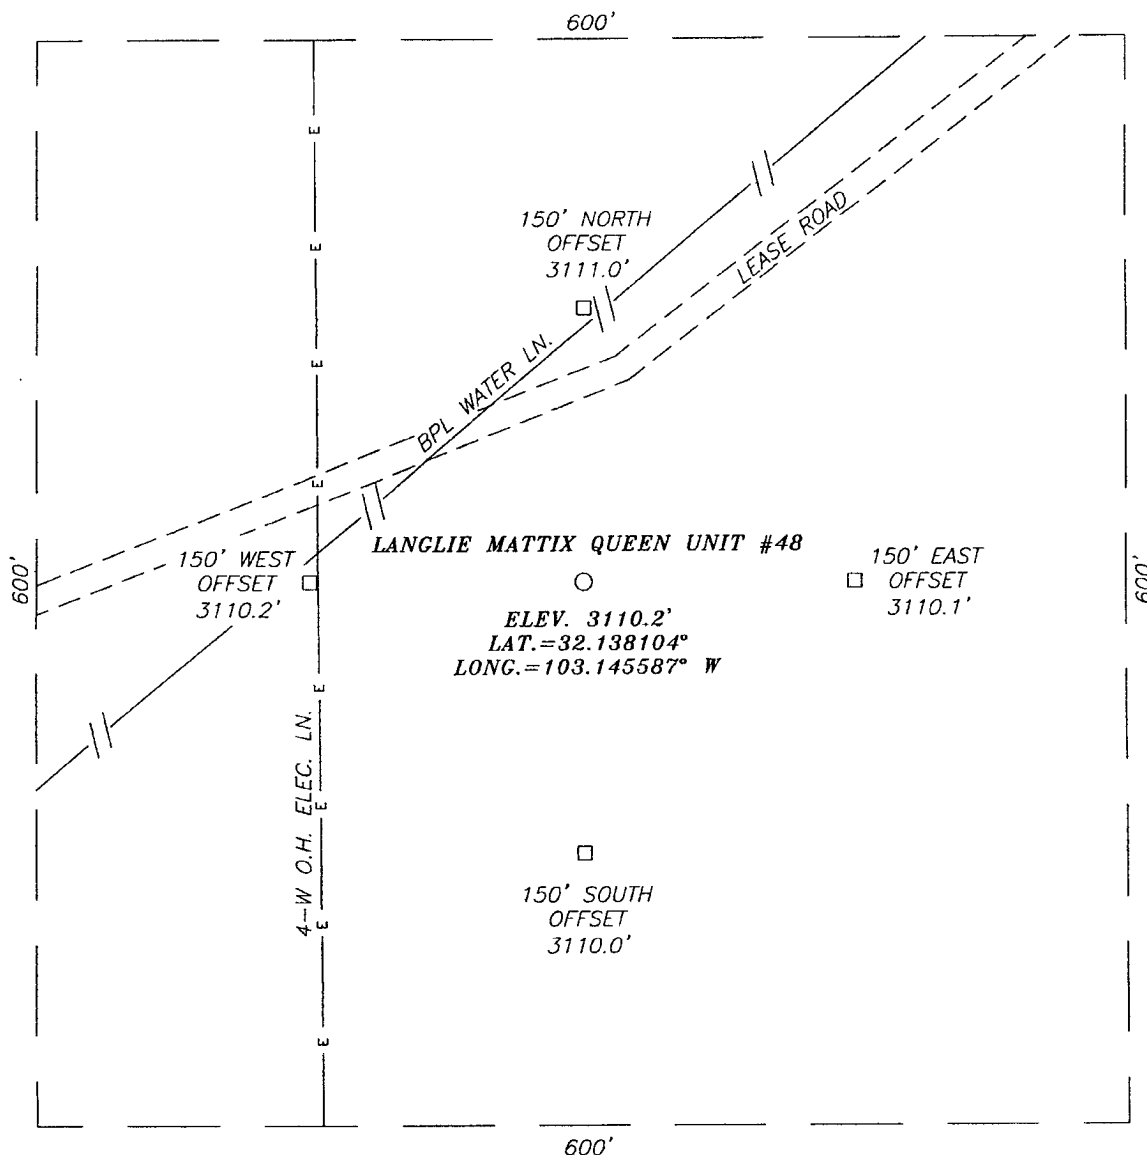 600'
150' NORTH
OFFSET
3111.0'
LEASE ROAD
BPL WATER LN.
E
E
E
E
LANGLIE MATTIX QUEEN UNIT #48
600'
150' WEST
OFFSET
3110.2'
150' EAST
OFFSET
3110.1'
600'
ELEV. 3110.2'
LAT.=32.138104°
LONG.=103.145587° W
E
4-W O.H. ELEC. LN.
E
150' SOUTH
OFFSET
3110.0'
E
E
600'